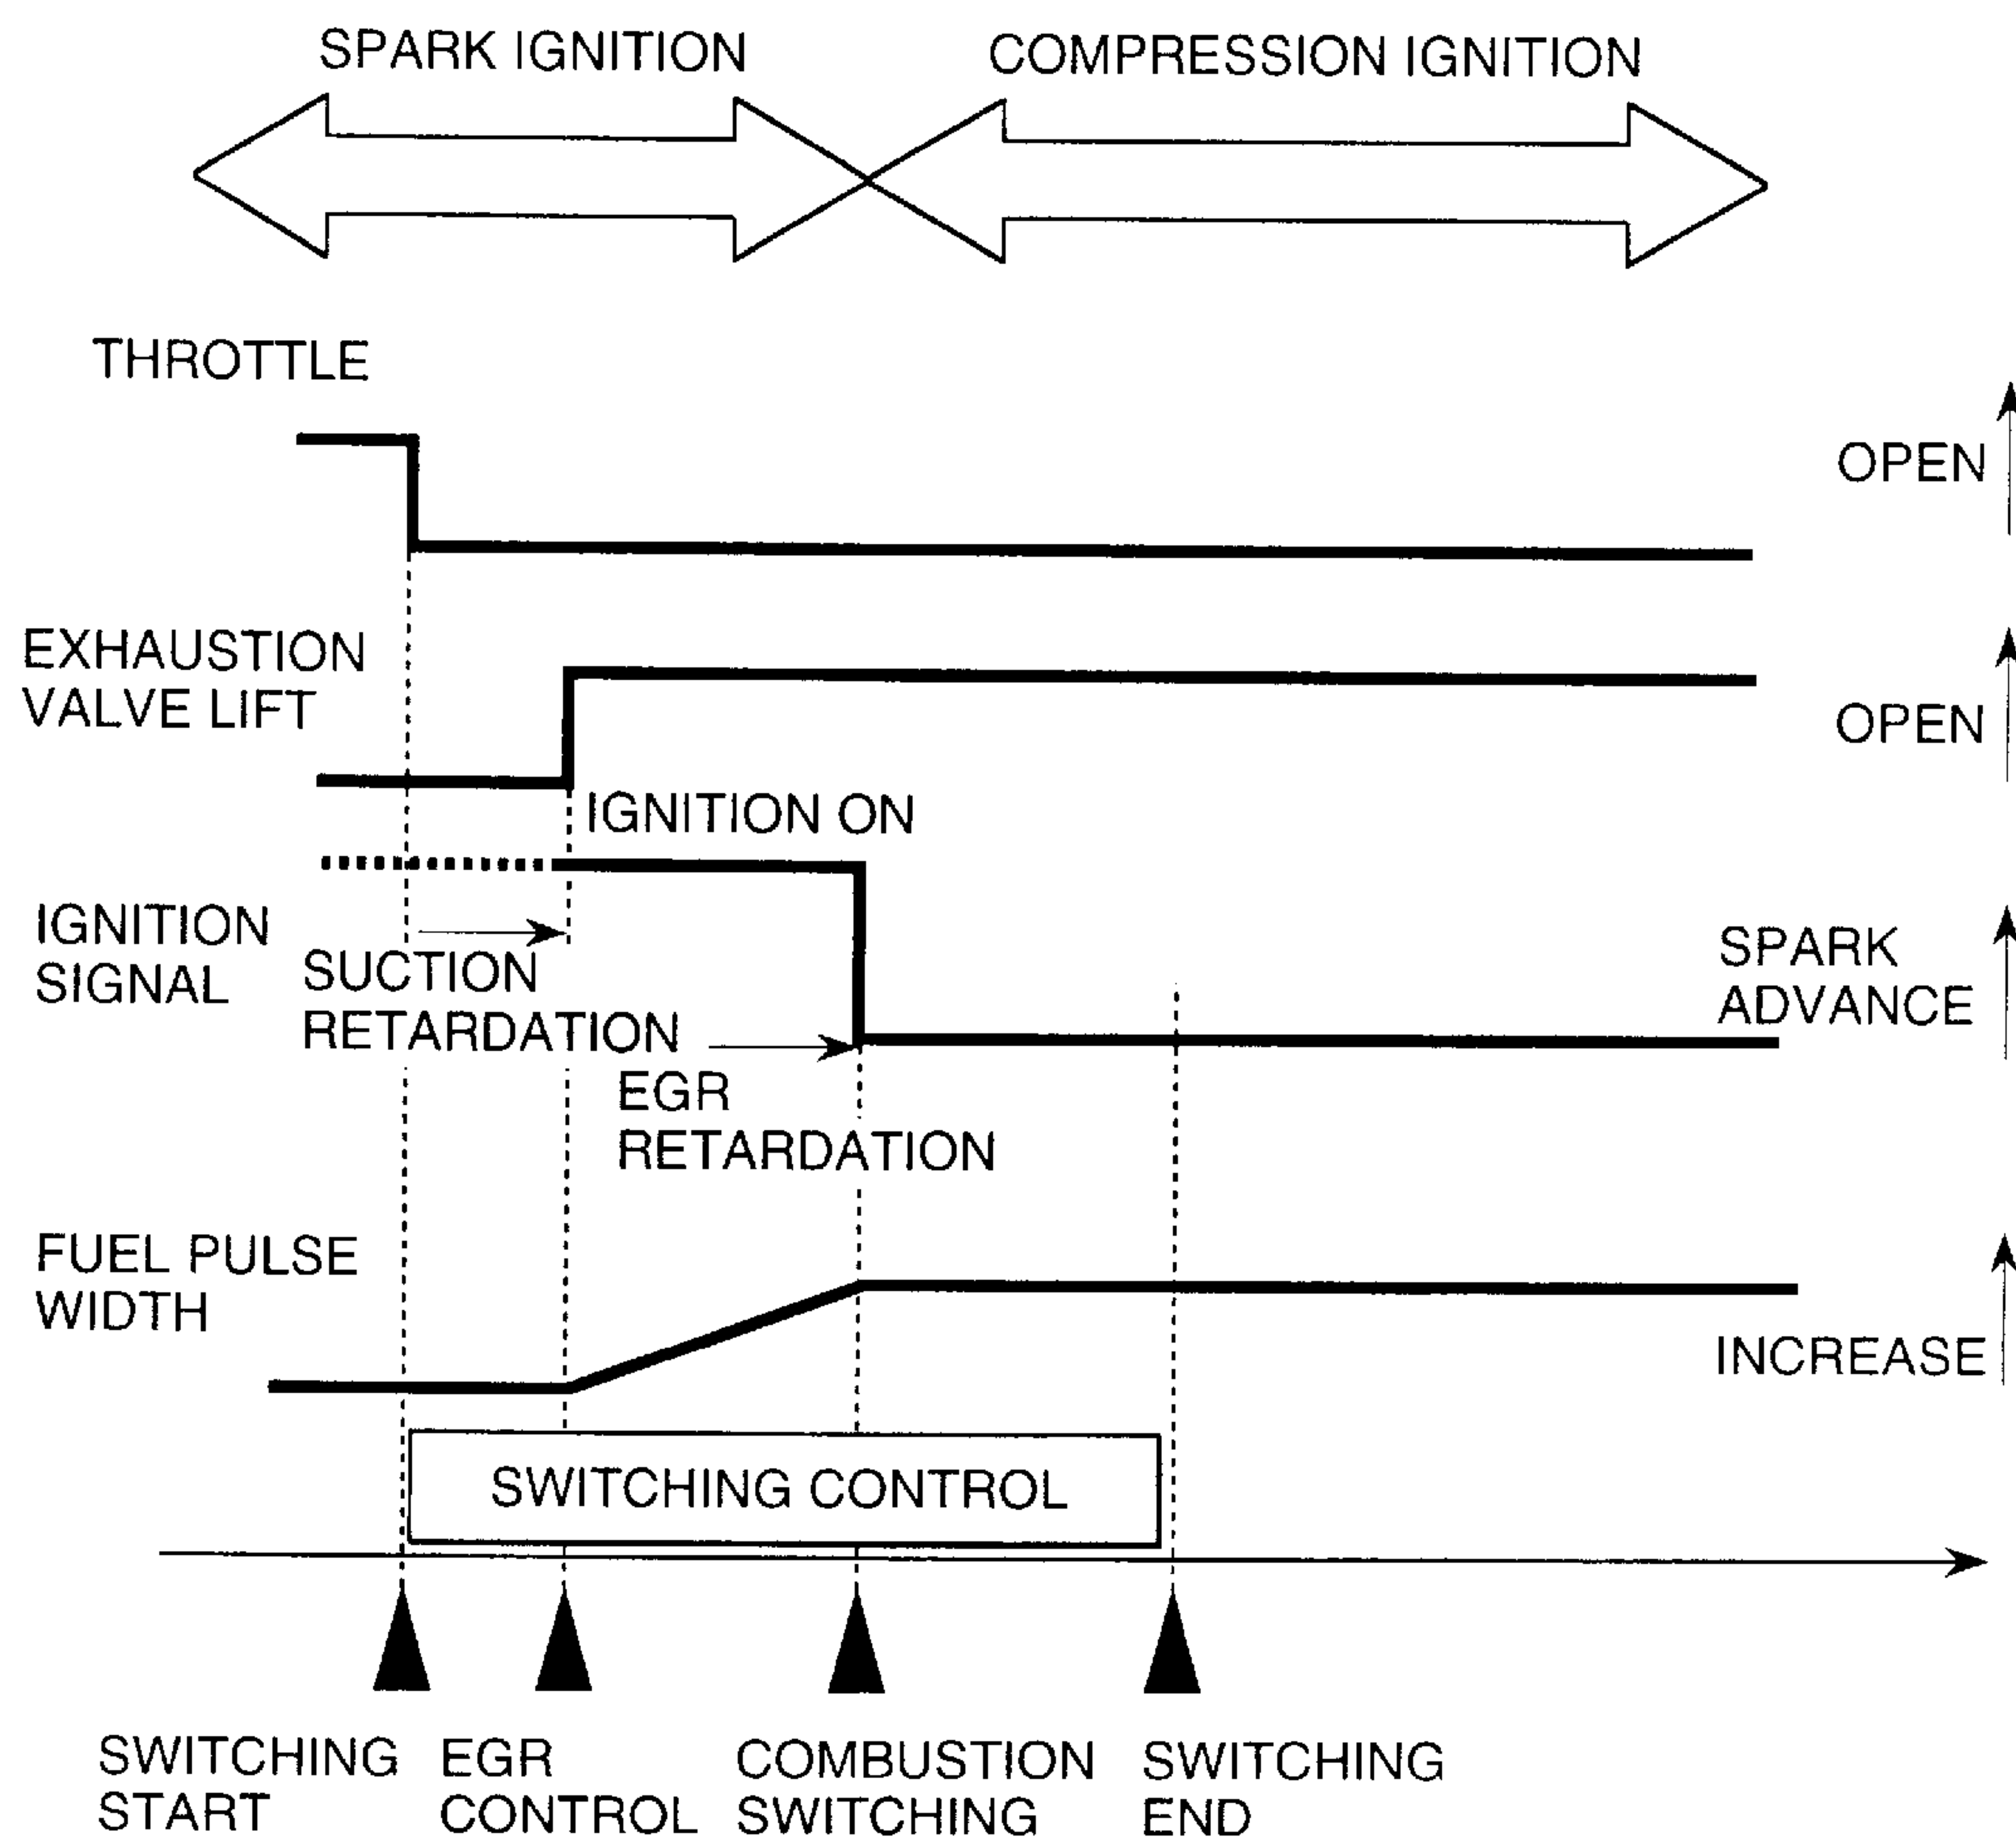 SPARK IGNITION
COMPRESSION IGNITION
THROTTLE
OPEN
EXHAUSTION
VALVE LIFT
OPEN
IGNITION ON
IGNITION
SIGNAL
SUCTION
RETARDATION
SPARK
ADVANCE
EGR
RETARDATION
FUEL PULSE
WIDTH
INCREASE
SWITCHING CONTROL
SWITCHING
START
EGR
CONTROL
COMBUSTION
SWITCHING
SWITCHING
END